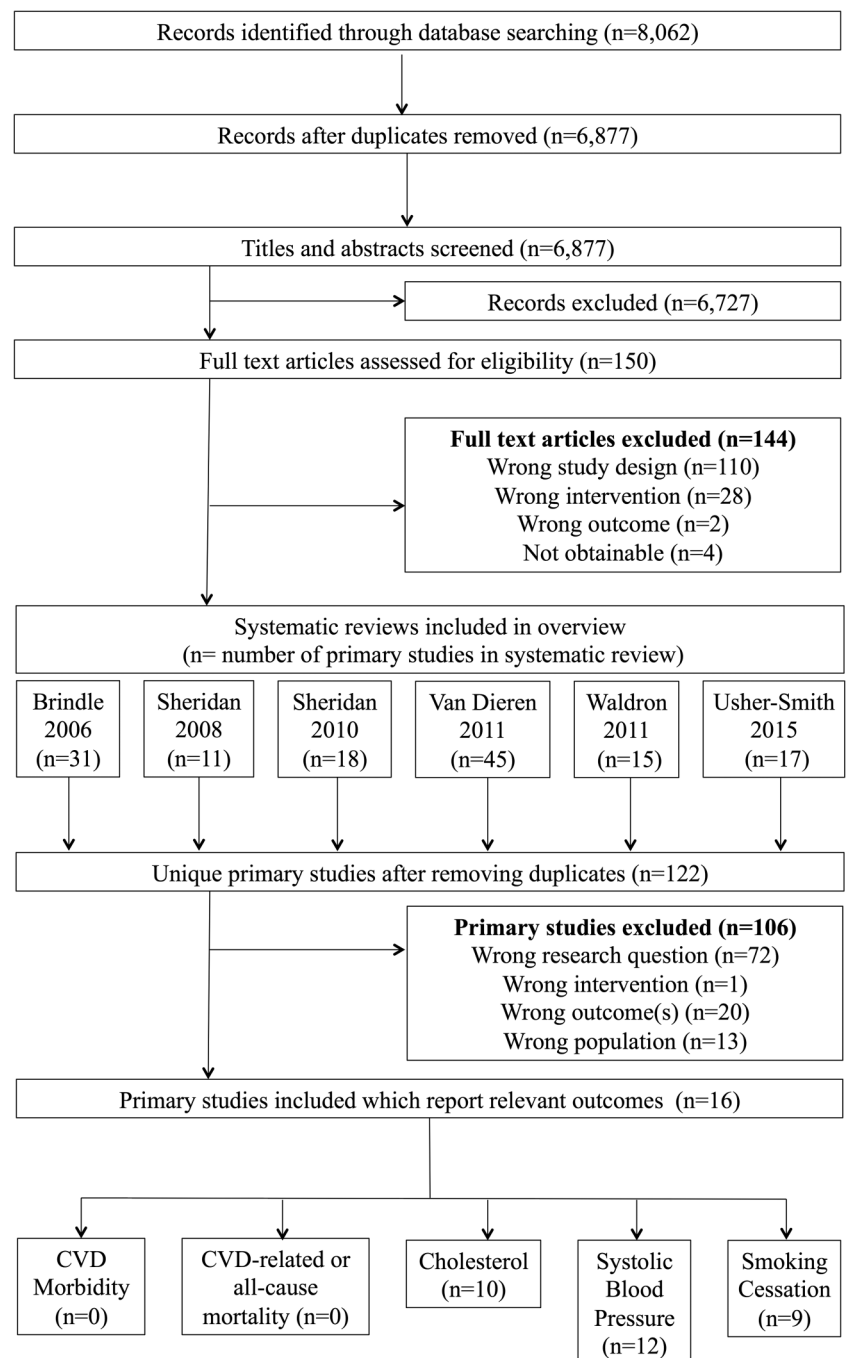 Records identified through database searching (n=8,062)
Records after duplicates removed (n=6,877)
Titles and abstracts screened (n=6,877)
Records excluded (n=6,727)
Full text articles assessed for eligibility (n=150)
Full text articles excluded (n=144)
Wrong study design (n=110)
Wrong intervention (n=28)
Wrong outcome (n=2)
Not obtainable (n=4)
Systematic reviews included in overview
(n= number of primary studies in systematic review)
Brindle
2006
(n=31)
Sheridan
2008
(n=11)
Sheridan
2010
(n=18)
Van Dieren
2011
(n=45)
Waldron
2011
(n=15)
Usher-Smith
2015
(n=17)
Unique primary studies after removing duplicates (n=122)
Primary studies excluded (n=106)
Wrong research question (n=72)
Wrong intervention (n=1)
Wrong outcome(s) (n=20)
Wrong population (n=13)
Primary studies included which report relevant outcomes (n=16)
CVD
Morbidity
(n=0)
CVD-related or
all-cause
mortality (n=0)
Cholesterol
(n=10)
Systolic
Blood
Pressure
(n=12)
Smoking
Cessation
(n=9)